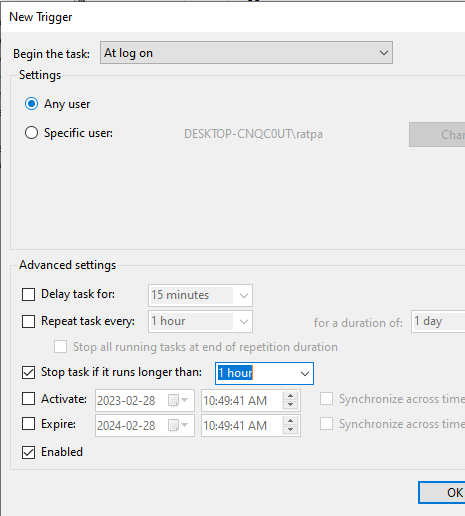 New Trigger
Begin the task: At log on
Settings
Any user
Specific user: DESKTOP-CNQC0UT\ratpa Chan
Advanced settings
Delay task for: 15 minutes
Repeat task every: 1 hour for a duration of: 1 day
Stop all running tasks at end of repetition duration
Stop task if it runs longer than: 1 hour
Activate: 2023-02-28 10:49:41 AM Synchronize across time
Expire: 2024-02-28 10:49:41 AM Synchronize across time
Enabled
OK